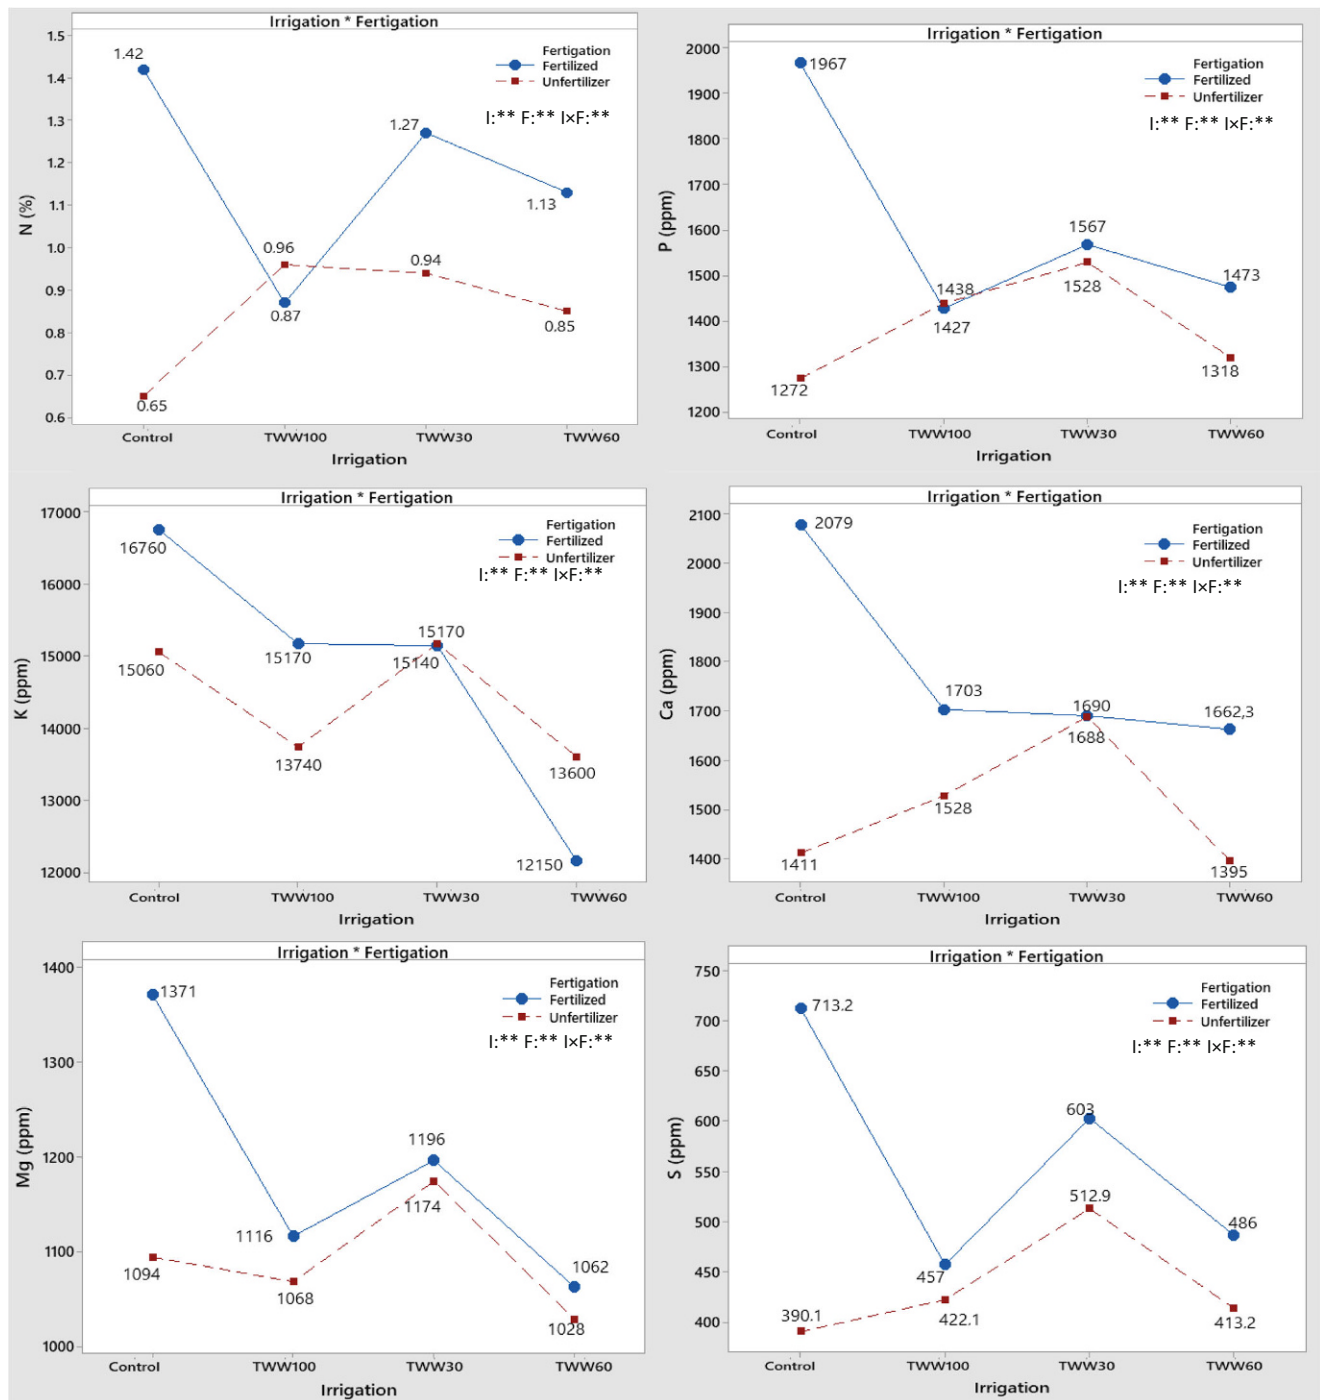 Irrigation * Fertigation
1.5
1.4
1.3
1.2
1.1
1.0
0.9
0.8
0.7
0.6
N (%)
1.42
0.87
1.27
1.13
0.96
0.94
0.85
0.65
Fertigation
Fertilized
Unfertilizer
I:** F:** I×F:**
Control TWW100 TWW30 TWW60
Irrigation
Irrigation * Fertigation
2000
1900
1800
1700
1600
1500
1400
1300
1200
P (ppm)
1967
1427
1567
1473
1272
1438
1528
1318
Fertigation
Fertilized
Unfertilizer
I:** F:** I×F:**
Control TWW100 TWW30 TWW60
Irrigation
Irrigation * Fertigation
17000
16000
15000
14000
13000
12000
K (ppm)
16760
15170
15140
12150
15060
13740
15170
13600
Fertigation
Fertilized
Unfertilizer
I:** F:** I×F:**
Control TWW100 TWW30 TWW60
Irrigation
Irrigation * Fertigation
2100
2000
1900
1800
1700
1600
1500
1400
Ca (ppm)
2079
1703
1690
1662,3
1411
1528
1688
1395
Fertigation
Fertilized
Unfertilizer
I:** F:** I×F:**
Control TWW100 TWW30 TWW60
Irrigation
Irrigation * Fertigation
1400
1300
1200
1100
1000
Mg (ppm)
1371
1116
1196
1062
1094
1068
1174
1028
Fertigation
Fertilized
Unfertilizer
I:** F:** I×F:**
Control TWW100 TWW30 TWW60
Irrigation
Irrigation * Fertigation
750
700
650
600
550
500
450
400
S (ppm)
713.2
457
603
486
390.1
422.1
512.9
413.2
Fertigation
Fertilized
Unfertilizer
I:** F:** I×F:**
Control TWW100 TWW30 TWW60
Irrigation